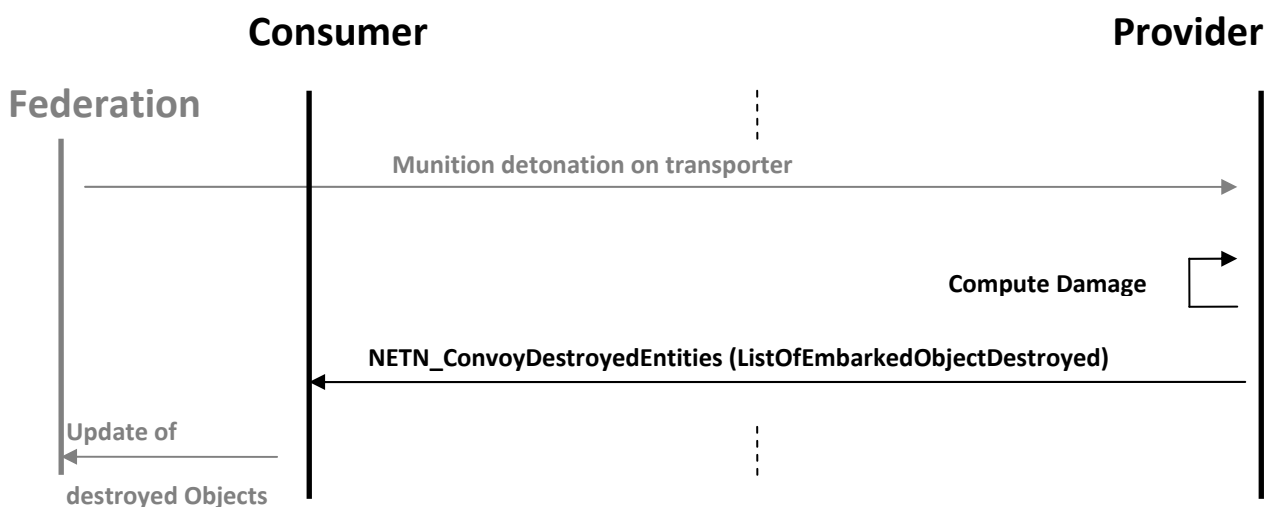 Consumer
Provider
Federation
Munition detonation on transporter
Compute Damage
NETN_ConvoyDestroyedEntities (ListOfEmbarkedObjectDestroyed)
Update of
destroyed Objects